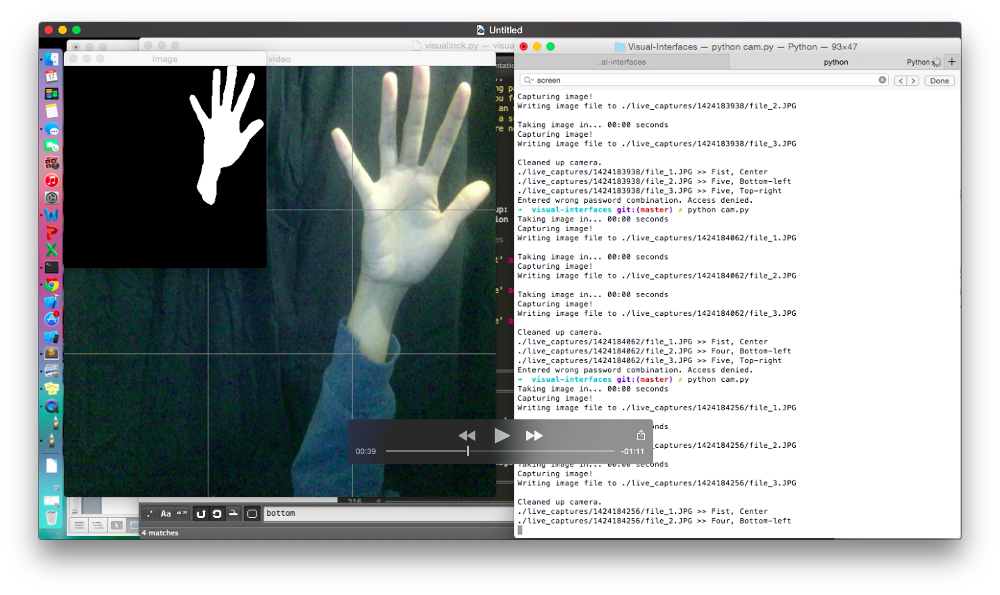 Untitled
visuallock.py —
Image
video
Visual-Interfaces — python cam.py — Python — 93×47
..al-interfaces
python
Python
+
screen
Done
Capturing image!
Writing image file to ./live_captures/1424183938/file_2.JPG
Taking image in... 00:00 seconds
Capturing image!
Writing image file to ./live_captures/1424183938/file_3.JPG
Cleaned up camera.
./live_captures/1424183938/file_1.JPG >> Fist, Center
./live_captures/1424183938/file_2.JPG >> Five, Bottom-left
./live_captures/1424183938/file_3.JPG >> Five, Top-right
Entered wrong password combination. Access denied.
→ visual-interfaces git:(master) ✗ python cam.py
Taking image in... 00:00 seconds
Capturing image!
Writing image file to ./live_captures/1424184062/file_1.JPG
Taking image in... 00:00 seconds
Capturing image!
Writing image file to ./live_captures/1424184062/file_2.JPG
Taking image in... 00:00 seconds
Capturing image!
Writing image file to ./live_captures/1424184062/file_3.JPG
Cleaned up camera.
./live_captures/1424184062/file_1.JPG >> Fist, Center
./live_captures/1424184062/file_2.JPG >> Four, Bottom-left
./live_captures/1424184062/file_3.JPG >> Five, Top-right
Entered wrong password combination. Access denied.
→ visual-interfaces git:(master) ✗ python cam.py
Taking image in... 00:00 seconds
Capturing image!
Writing image file to ./live_captures/1424184256/file_1.JPG
onds
_captures/1424184256/file_2.JPG
Taking image in... 00:00 seconds
Capturing image!
Writing image file to ./live_captures/1424184256/file_3.JPG
Cleaned up camera.
./live_captures/1424184256/file_1.JPG >> Fist, Center
./live_captures/1424184256/file_2.JPG >> Four, Bottom-left
00:39
-01:11
17
216
.* Aa “ ”
bottom
4 matches